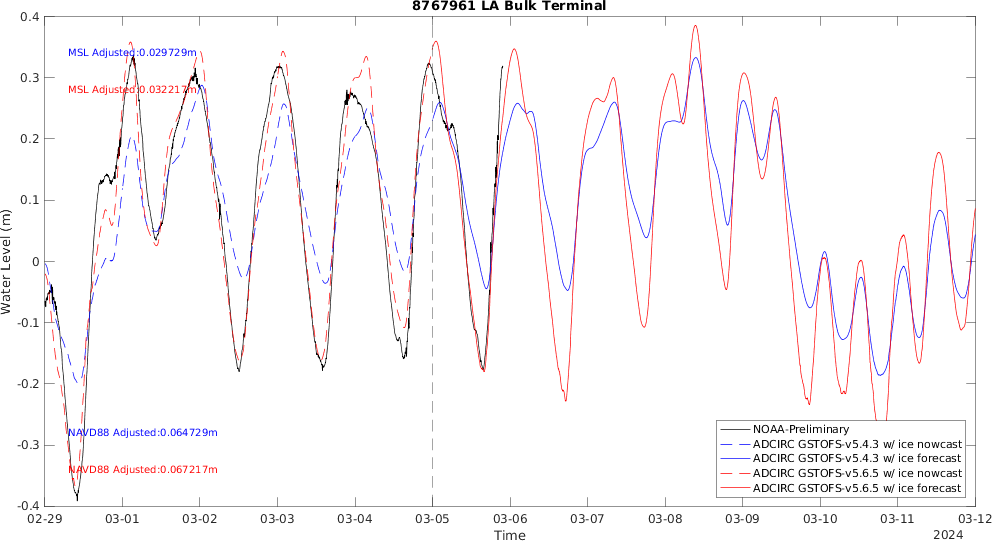 8767961 LA Bulk Terminal
0.4
MSL Adjusted:0.029729m
0.3
MSL Adjusted:0.032217m
0.2
0.1
Water Level (m)
0
-0.1
-0.2
-0.3
-0.4
NAVD88 Adjusted:0.064729m
NAVD88 Adjusted:0.067217m
NOAA-Preliminary
ADCIRC GSTOFS-v5.4.3 w/ ice nowcast
ADCIRC GSTOFS-v5.4.3 w/ ice forecast
ADCIRC GSTOFS-v5.6.5 w/ ice nowcast
ADCIRC GSTOFS-v5.6.5 w/ ice forecast
02-29 03-01 03-02 03-03 03-04 03-05 03-06 03-07 03-08 03-09 03-10 03-11 03-12
Time
2024